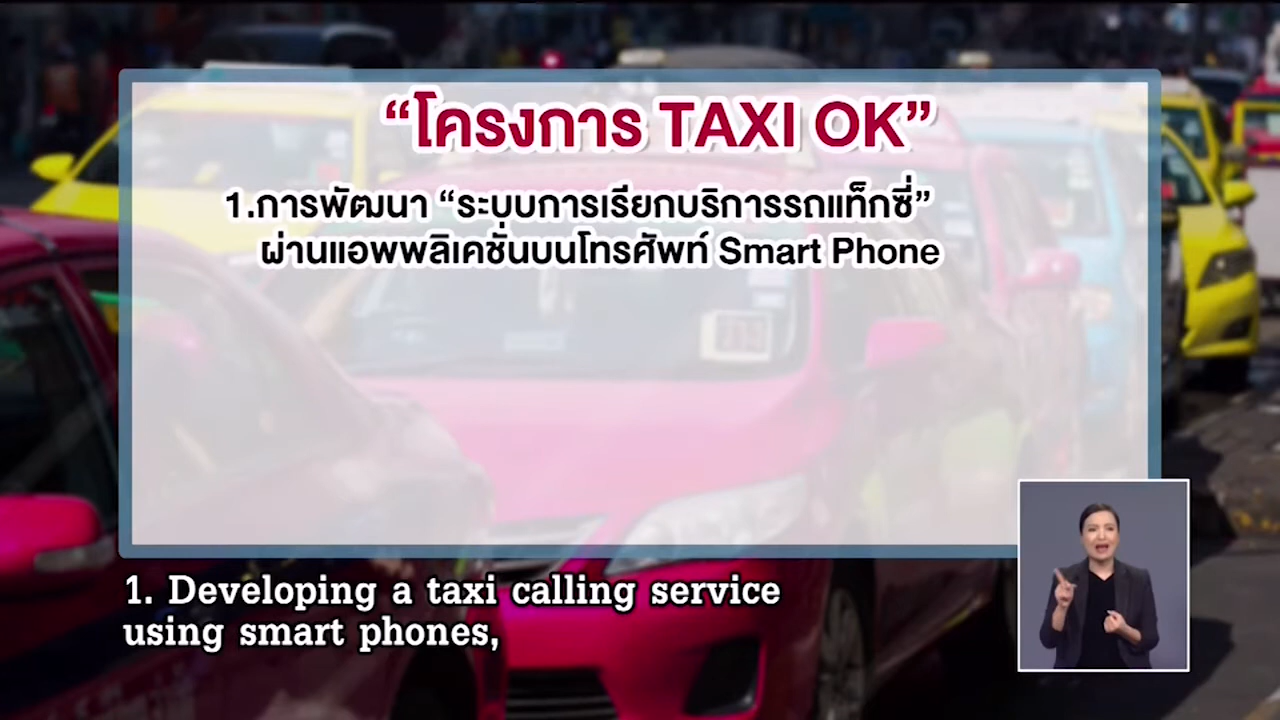 “โครงการ TAXI OK”
1.การพัฒนา “ระบบการเรียกบริการรถแท็กซี่”
ผ่านแอพพลิเคชั่นบนโทรศัพท์ Smart Phone
1. Developing a taxi calling service
using smart phones,